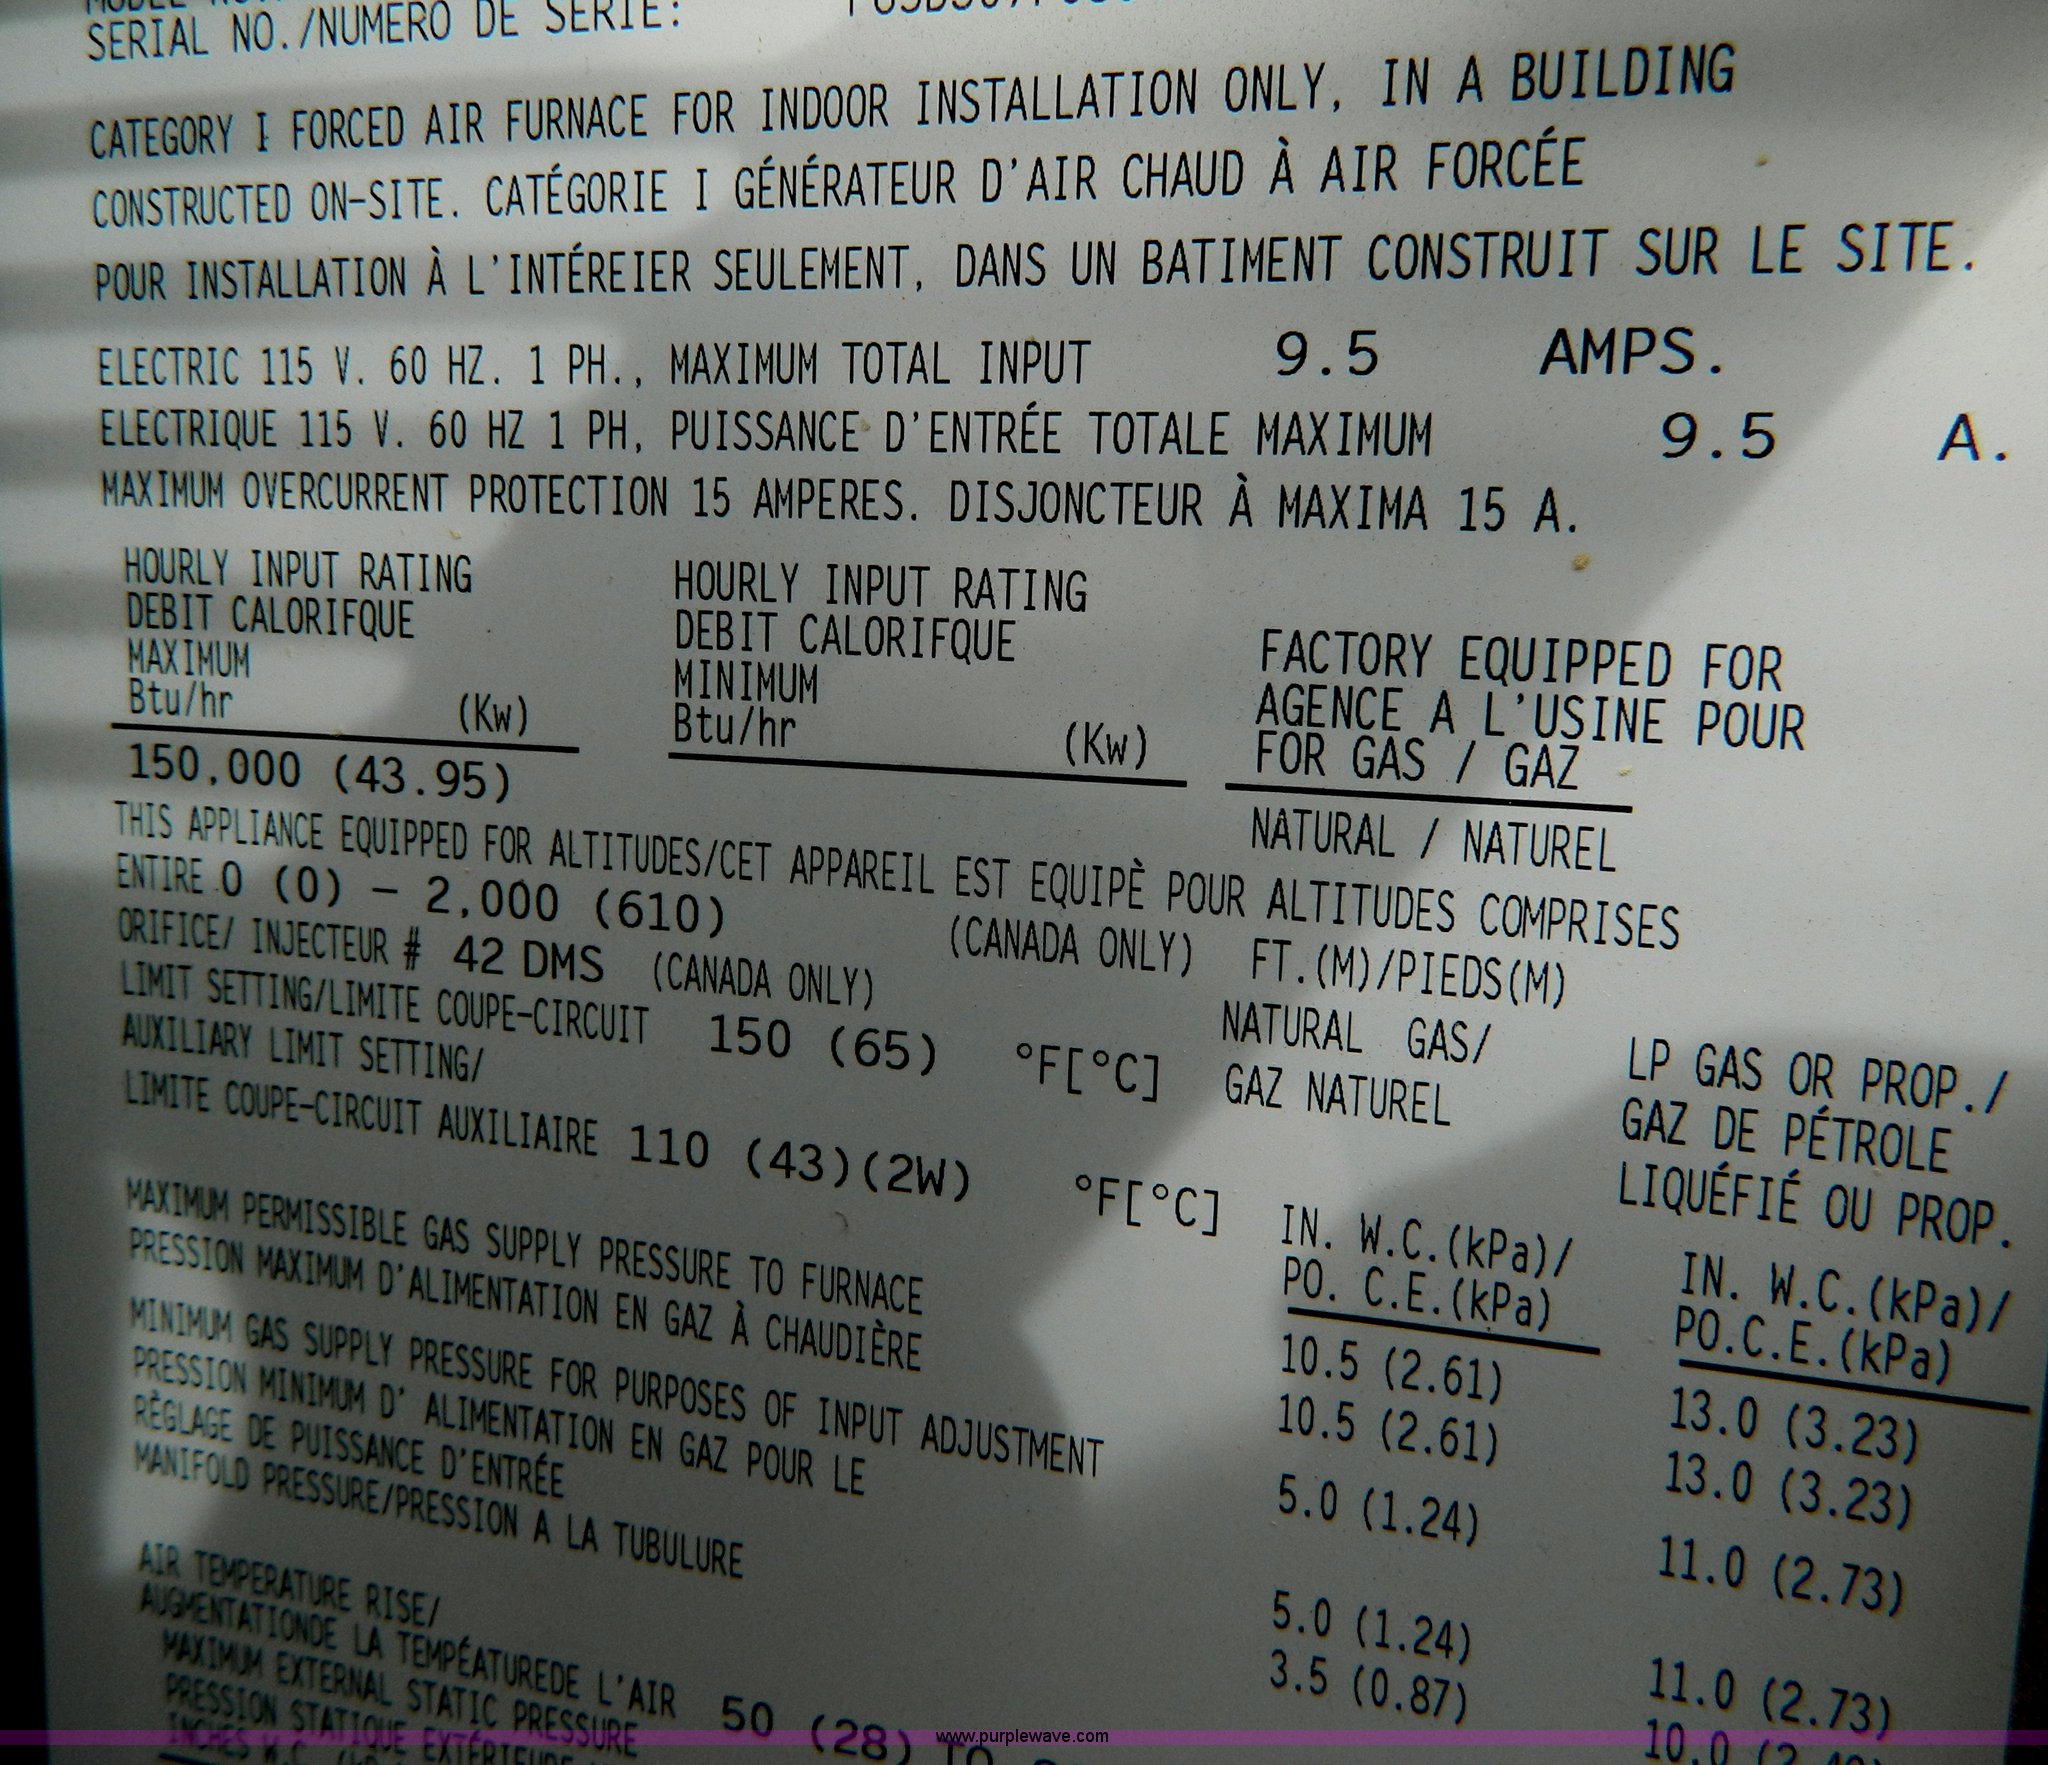 SERIAL NO./NUMERO DE SERIE:
CATEGORY I FORCED AIR FURNACE FOR INDOOR INSTALLATION ONLY, IN A BUILDING
CONSTRUCTED ON-SITE. CATÉGORIE I GÉNÉRATEUR D'AIR CHAUD À AIR FORCÉE
POUR INSTALLATION À L'INTÉREIER SEULEMENT, DANS UN BATIMENT CONSTRUIT SUR LE SITE.
ELECTRIC 115 V. 60 HZ. 1 PH., MAXIMUM TOTAL INPUT 9.5 AMPS.
ELECTRIQUE 115 V. 60 HZ 1 PH, PUISSANCE D'ENTRÉE TOTALE MAXIMUM 9.5 A.
MAXIMUM OVERCURRENT PROTECTION 15 AMPERES. DISJONCTEUR À MAXIMA 15 A.
HOURLY INPUT RATING
DEBIT CALORIFQUE
MAXIMUM
Btu/hr (Kw)
150,000 (43.95)
HOURLY INPUT RATING
DEBIT CALORIFQUE
MINIMUM
Btu/hr (Kw)
FACTORY EQUIPPED FOR
AGENCE A L'USINE POUR
FOR GAS / GAZ
NATURAL / NATUREL
THIS APPLIANCE EQUIPPED FOR ALTITUDES/CET APPAREIL EST EQUIPÈ POUR ALTITUDES COMPRISES
ENTIRE 0 (0) - 2,000 (610) (CANADA ONLY) FT.(M)/PIEDS(M)
ORIFICE/ INJECTEUR # 42 DMS (CANADA ONLY)
LIMIT SETTING/LIMITE COUPE-CIRCUIT 150 (65) °F[°C]
AUXILIARY LIMIT SETTING/
LIMITE COUPE-CIRCUIT AUXILIAIRE 110 (43)(2W) °F[°C]
NATURAL GAS/
GAZ NATUREL
LP GAS OR PROP./
GAZ DE PÉTROLE
LIQUÉFIÉ OU PROP.
IN. W.C.(kPa)/
PO. C.E.(kPa)
IN. W.C.(kPa)/
PO.C.E.(kPa)
MAXIMUM PERMISSIBLE GAS SUPPLY PRESSURE TO FURNACE 10.5 (2.61) 13.0 (3.23)
PRESSION MAXIMUM D'ALIMENTATION EN GAZ À CHAUDIÈRE 10.5 (2.61) 13.0 (3.23)
MINIMUM GAS SUPPLY PRESSURE FOR PURPOSES OF INPUT ADJUSTMENT 5.0 (1.24) 11.0 (2.73)
PRESSION MINIMUM D' ALIMENTATION EN GAZ POUR LE
RÈGLAGE DE PUISSANCE D'ENTRÉE 5.0 (1.24) 11.0 (2.73)
MANIFOLD PRESSURE/PRESSION A LA TUBULURE 3.5 (0.87) 10.0
AIR TEMPERATURE RISE/
AUGMENTATIONDE LA TEMPÉATUREDE L'AIR 50 (28) TO
MAXIMUM EXTERNAL STATIC PRESSURE
PRESSION STATIQUE EXTÉRIEURE
INCHES W.C.
www.purplewave.com